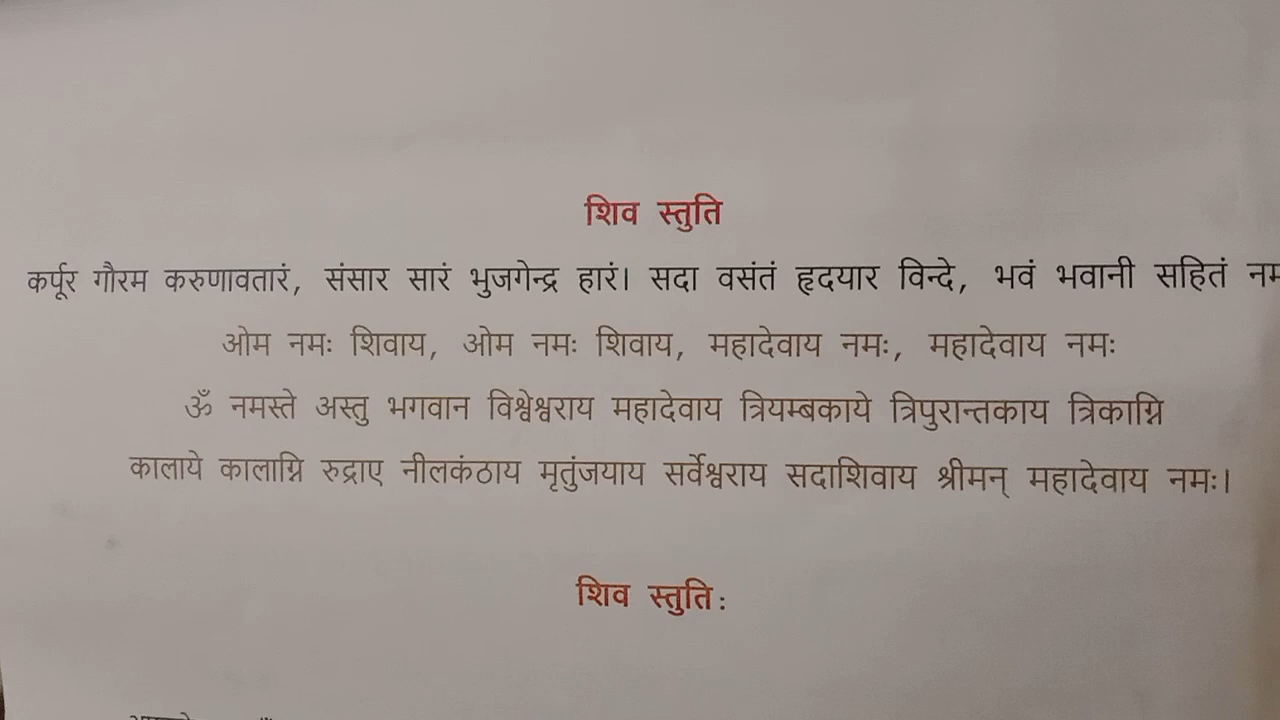 शिव स्तुति
कर्पूर गौरम करुणावतारं, संसार सारं भुजगेन्द्र हारं। सदा वसंतं हृदयार विन्दे, भवं भवानी सहितं
ओम नमः शिवाय, ओम नमः शिवाय, महादेवाय नमः, महादेवाय नमः
ॐ नमस्ते अस्तु भगवान विश्वेश्वराय महादेवाय त्रियम्बकाये त्रिपुरान्तकाय त्रिकाग्नि
कालाये कालाग्नि रुद्राए नीलकंठाय मृतुंजयाय सर्वेश्वराय सदाशिवाय श्रीमन् महादेवाय नमः।
शिव स्तुति: